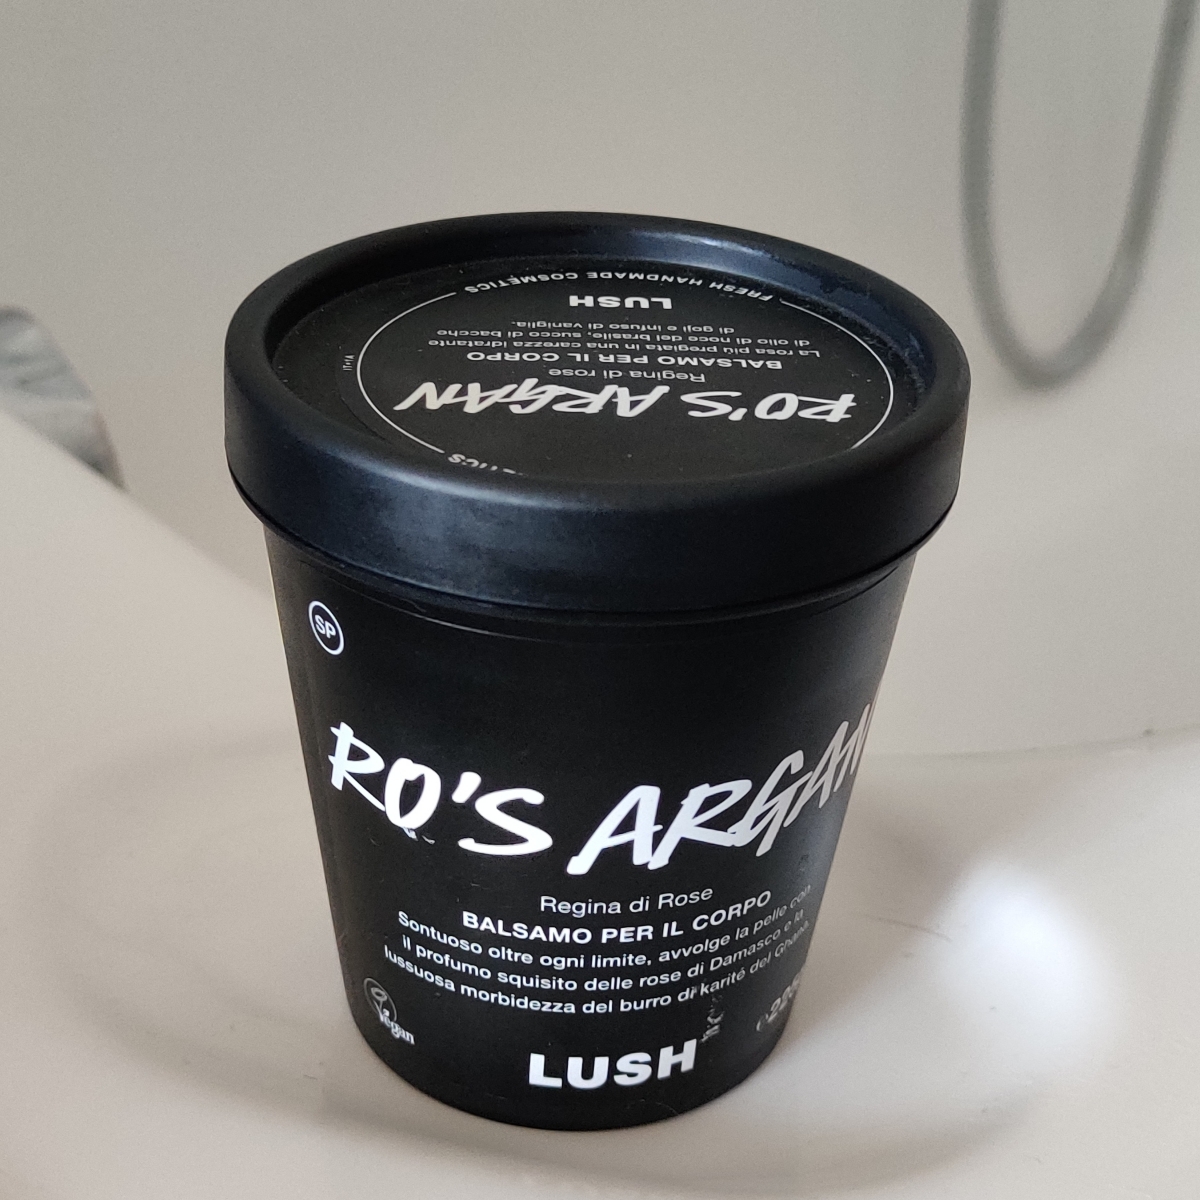 FRESH HANDMADE COSMETICS
RO'S ARGAN
Regina di rose
BALSAMO PER IL CORPO
La rosa più pregiata in una carezza idratante
di olio di noce del brasile, succo di bacche
di goji e infuso di vaniglia.
LUSH
SP
RO'S ARGAN
Regina di Rose
BALSAMO PER IL CORPO
Sontuoso oltre ogni limite, avvolge la pelle con
il profumo squisito delle rose di Damasco e la
lussuosa morbidezza del burro di karité del Ghana.
Vegan
LUSH